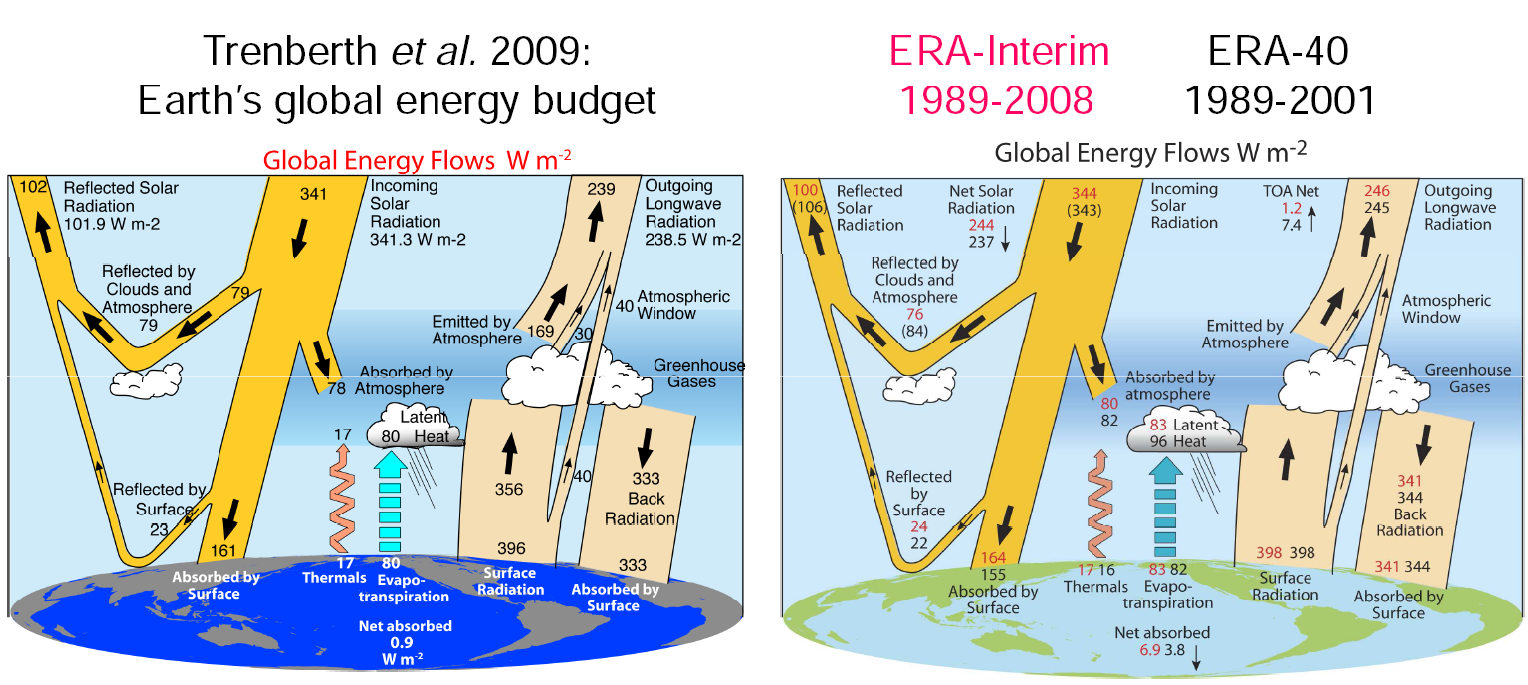 Trenberth et al. 2009:
Earth's global energy budget
Global Energy Flows W m-2
102
Reflected Solar
Radiation
101.9 W m-2
341
Incoming
Solar
Radiation
341.3 W m-2
239
Outgoing
Longwave
Radiation
238.5 W m-2
Reflected by
Clouds and
Atmosphere
79
79
Emitted by
Atmosphere
169
30
40
Atmospheric
Window
Greenhouse
Gases
78
Absorbed by
Atmosphere
Latent
80 Heat
17
Reflected by
Surface
23
356
40
333
Back
Radiation
161
396
333
Absorbed by
Surface
17
Thermals
80
Evapo-
transpiration
Surface
Radiation
Absorbed by
Surface
Net absorbed
0.9
W m-2
ERA-Interim
1989-2008
ERA-40
1989-2001
Global Energy Flows W m-2
100
(106)
Reflected
Solar
Radiation
Net Solar
Radiation
244
237
344
(343)
Incoming
Solar
Radiation
TOA Net
1.2
7.4
246
245
Outgoing
Longwave
Radiation
Reflected by
Clouds and
Atmosphere
76
(84)
Emitted by
Atmosphere
Atmospheric
Window
Greenhouse
Gases
Absorbed by
atmosphere
80
82
83 Latent
96 Heat
Reflected
by
Surface
24
22
341
344
Back
Radiation
164
155
Absorbed by
Surface
17 16
Thermals
83 82
Evapo-
transpiration
398 398
Surface
Radiation
341 344
Absorbed by
Surface
Net absorbed
6.9 3.8